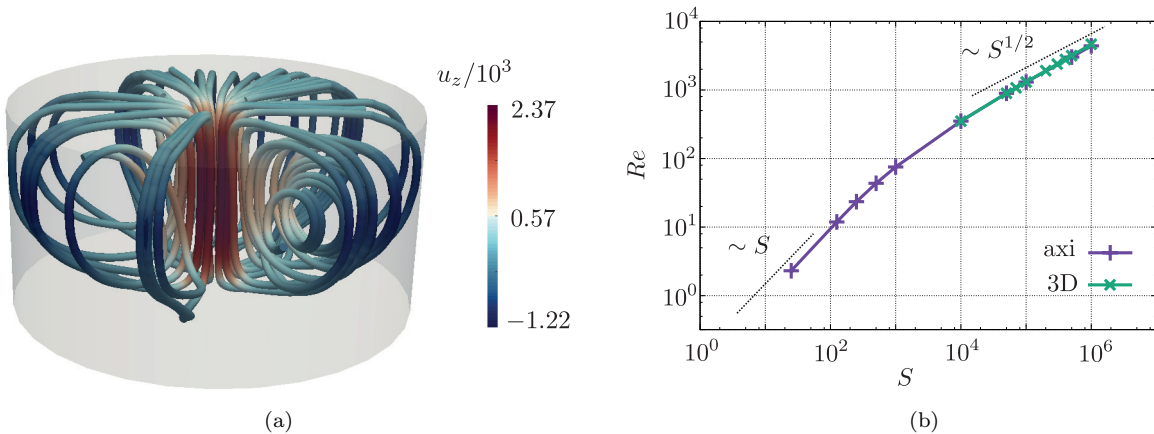 u_z/10^3
2.37
0.57
−1.22
(a)
Re
10^4
10^3
10^2
10^1
10^0
∼ S^{1/2}
∼ S
axi
3D
10^0
10^2
10^4
10^6
S
(b)